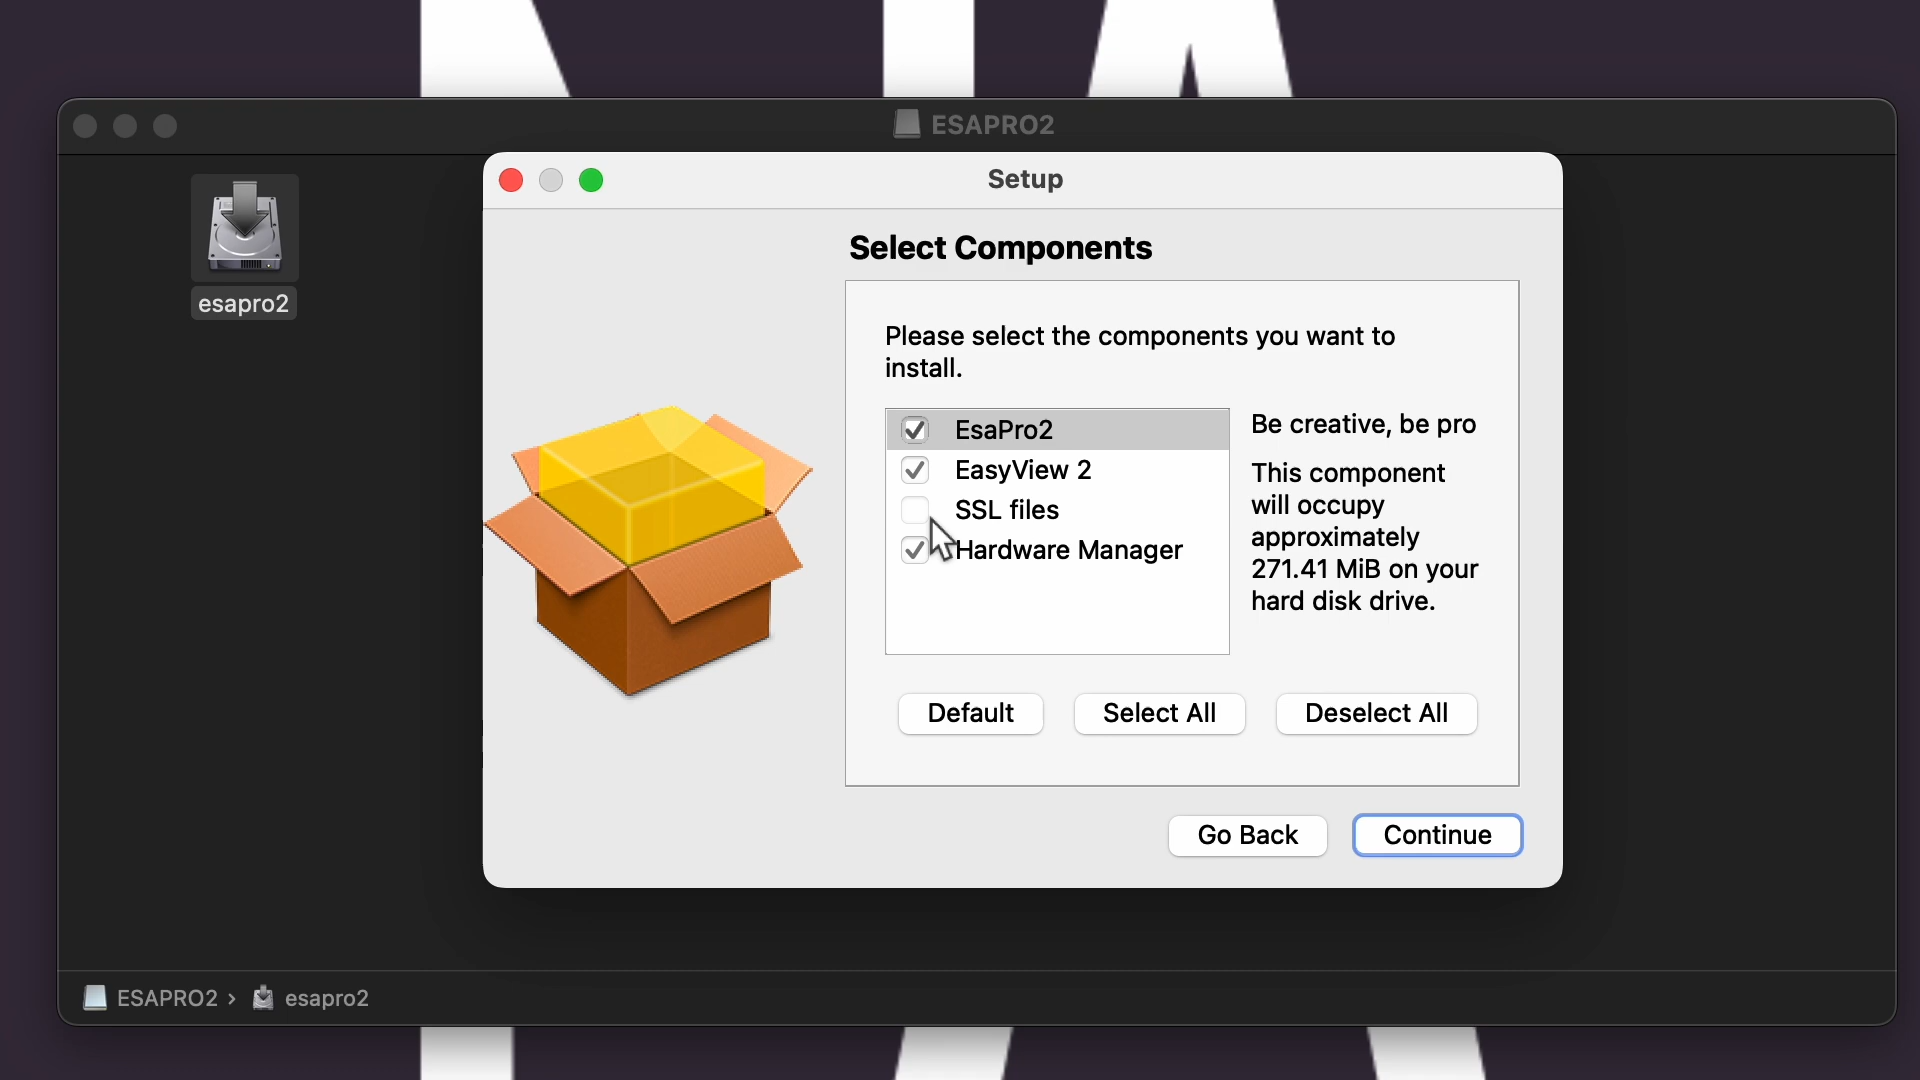 ESAPRO2
esapro2
Setup
Select Components
Please select the components you want to
install.
EsaPro2
EasyView 2
SSL files
Hardware Manager
Be creative, be pro
This component
will occupy
approximately
271.41 MiB on your
hard disk drive.
Default
Select All
Deselect All
Go Back
Continue
ESAPRO2 › esapro2